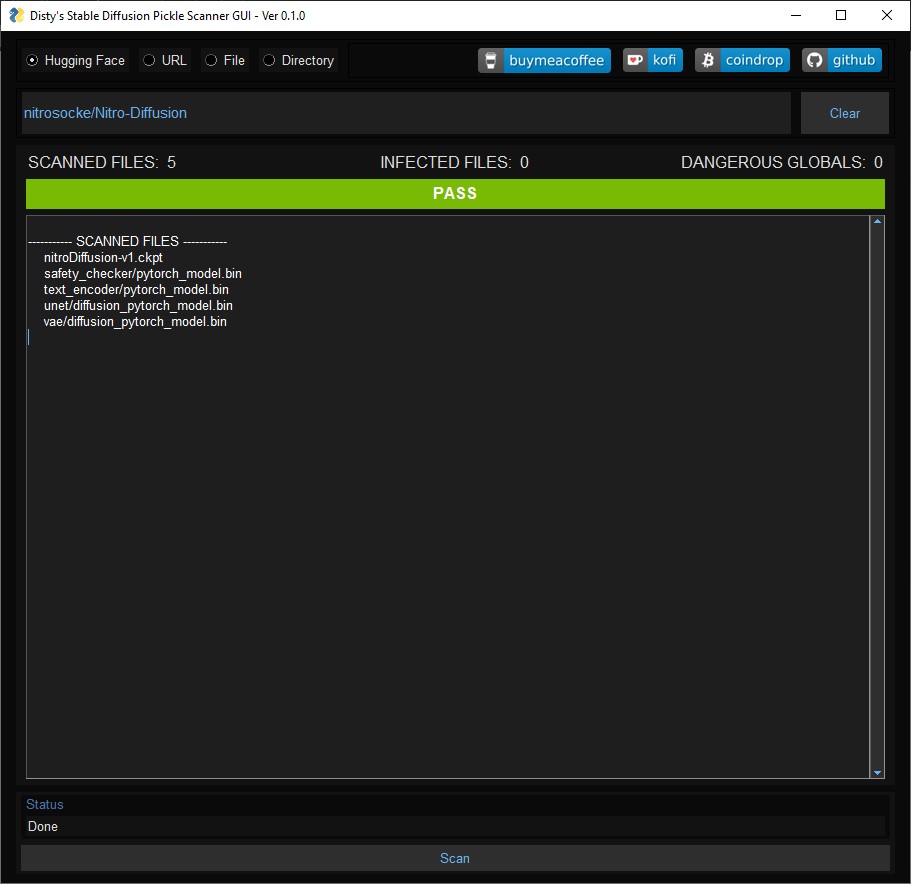 Disty's Stable Diffusion Pickle Scanner GUI - Ver 0.1.0
Hugging Face URL File Directory buymeacoffee kofi coindrop github
nitrosocke/Nitro-Diffusion Clear
SCANNED FILES: 5 INFECTED FILES: 0 DANGEROUS GLOBALS: 0
PASS
----------- SCANNED FILES -----------
nitroDiffusion-v1.ckpt
safety_checker/pytorch_model.bin
text_encoder/pytorch_model.bin
unet/diffusion_pytorch_model.bin
vae/diffusion_pytorch_model.bin
Status
Done
Scan